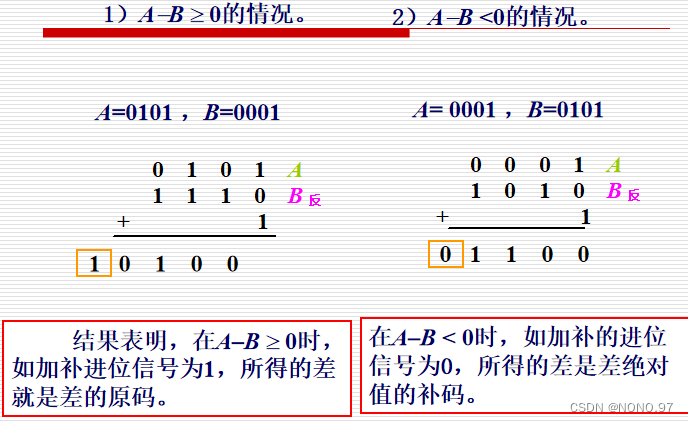 1）A–B ≥ 0的情况。
2）A–B <0的情况。
A=0101 ，B=0001
0 1 0 1 A
1 1 1 0 B反
+ 1
1 0 1 0 0
结果表明，在A–B ≥ 0时，
如加补进位信号为1，所得的差
就是差的原码。
A= 0001 ，B=0101
0 0 0 1 A
1 0 1 0 B反
+ 1
0 1 1 0 0
在A–B < 0时，如加补的进位
信号为0，所得的差是差绝对
值的补码。
CSDN @NONO.97